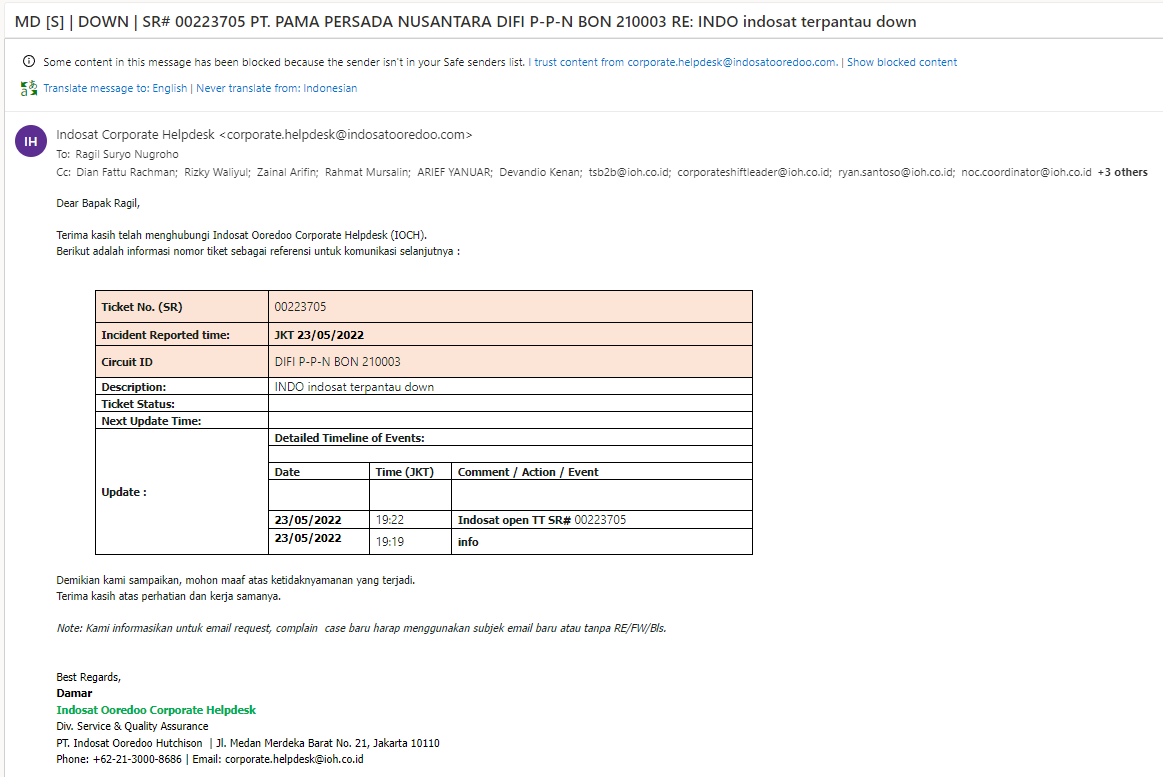 MD [S] | DOWN | SR# 00223705 PT. PAMA PERSADA NUSANTARA DIFI P-P-N BON 210003 RE: INDO indosat terpantau down
Some content in this message has been blocked because the sender isn't in your Safe senders list. I trust content from corporate.helpdesk@indosatooredoo.com. | Show blocked content
Translate message to: English | Never translate from: Indonesian
IH
Indosat Corporate Helpdesk <corporate.helpdesk@indosatooredoo.com>
To: Ragil Suryo Nugroho
Cc: Dian Fattu Rachman; Rizky Waliyul; Zainal Arifin; Rahmat Mursalin; ARIEF YANUAR; Devandio Kenan; tsb2b@ioh.co.id; corporateshiftleader@ioh.co.id; ryan.santoso@ioh.co.id; noc.coordinator@ioh.co.id +3 others
Dear Bapak Ragil,
Terima kasih telah menghubungi Indosat Ooredoo Corporate Helpdesk (IOCH).
Berikut adalah informasi nomor tiket sebagai referensi untuk komunikasi selanjutnya :
Ticket No. (SR) 00223705
Incident Reported time: JKT 23/05/2022
Circuit ID DIFI P-P-N BON 210003
Description: INDO indosat terpantau down
Ticket Status:
Next Update Time:
Update :
Detailed Timeline of Events:
Date Time (JKT) Comment / Action / Event
23/05/2022 19:22 Indosat open TT SR# 00223705
23/05/2022 19:19 info
Demikian kami sampaikan, mohon maaf atas ketidaknyamanan yang terjadi.
Terima kasih atas perhatian dan kerja samanya.
Note: Kami informasikan untuk email request, complain case baru harap menggunakan subjek email baru atau tanpa RE/FW/Bls.
Best Regards,
Damar
Indosat Ooredoo Corporate Helpdesk
Div. Service & Quality Assurance
PT. Indosat Ooredoo Hutchison | Jl. Medan Merdeka Barat No. 21, Jakarta 10110
Phone: +62-21-3000-8686 | Email: corporate.helpdesk@ioh.co.id